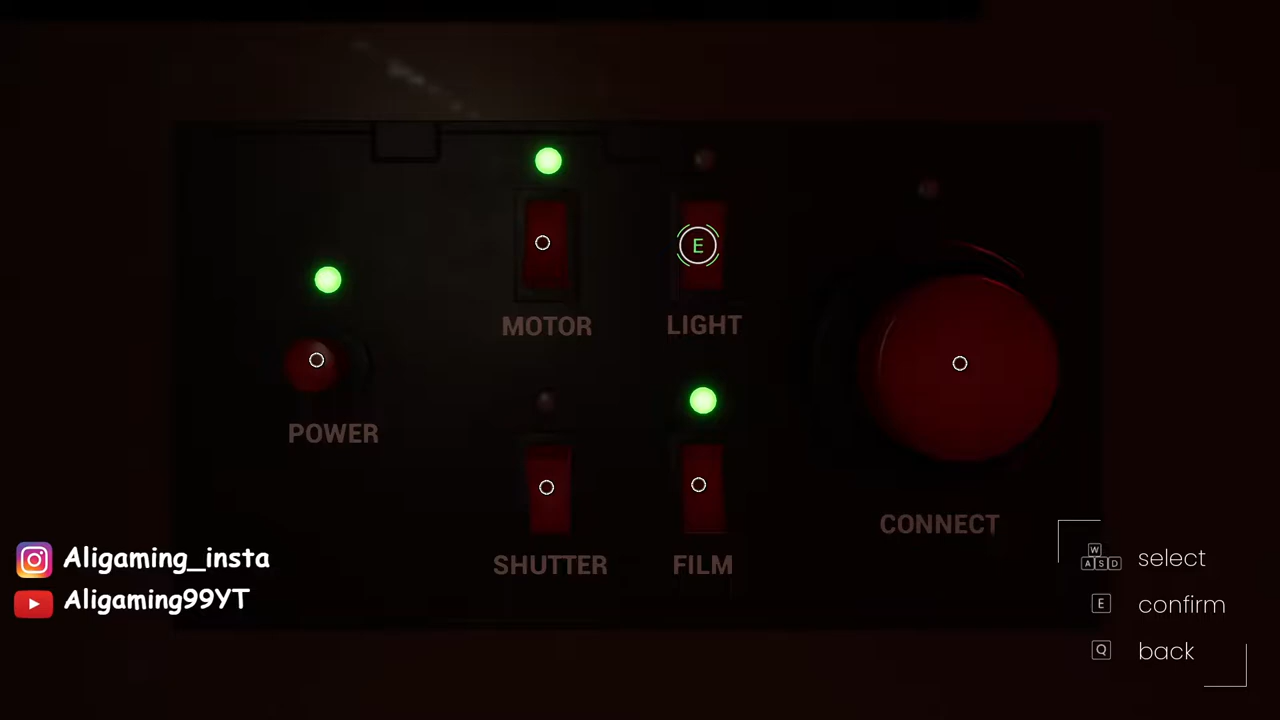 MOTOR
LIGHT
E
POWER
CONNECT
SHUTTER
FILM
Aligaming_insta
Aligaming99YT
W
A S D
select
E
confirm
Q
back